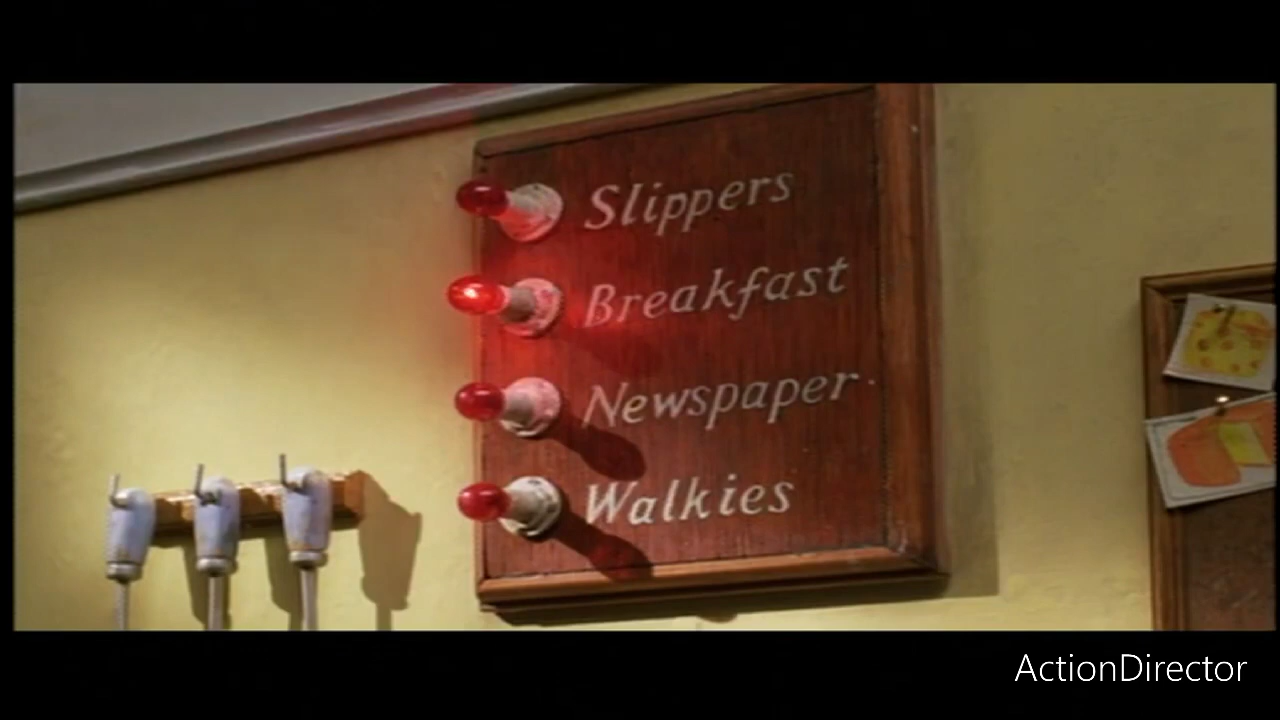 Slippers
Breakfast
Newspaper
Walkies
ActionDirector